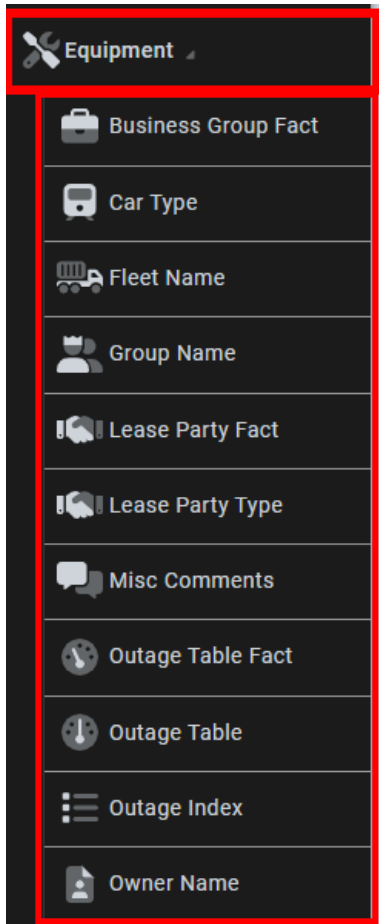 Equipment
Business Group Fact
Car Type
Fleet Name
Group Name
Lease Party Fact
Lease Party Type
Misc Comments
Outage Table Fact
Outage Table
Outage Index
Owner Name